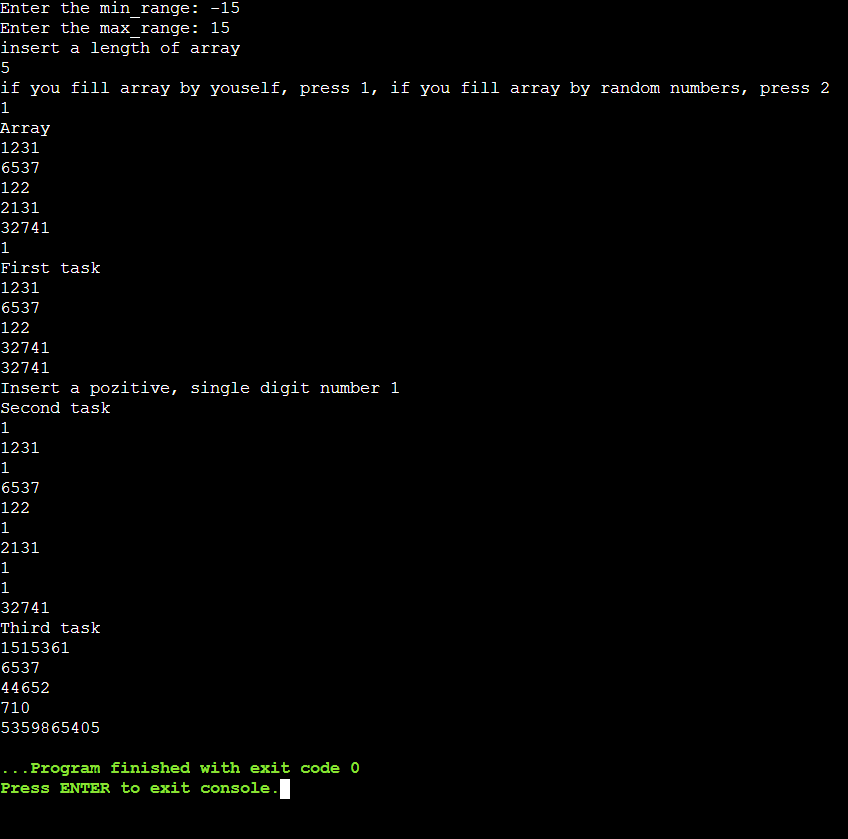 Enter the min_range: -15
Enter the max_range: 15
insert a length of array
5
if you fill array by youself, press 1, if you fill array by random numbers, press 2
1
Array
1231
6537
122
2131
32741
1
First task
1231
6537
122
32741
32741
Insert a pozitive, single digit number 1
Second task
1
1231
1
6537
122
1
2131
1
1
32741
Third task
1515361
6537
44652
710
5359865405
...Program finished with exit code 0
Press ENTER to exit console.